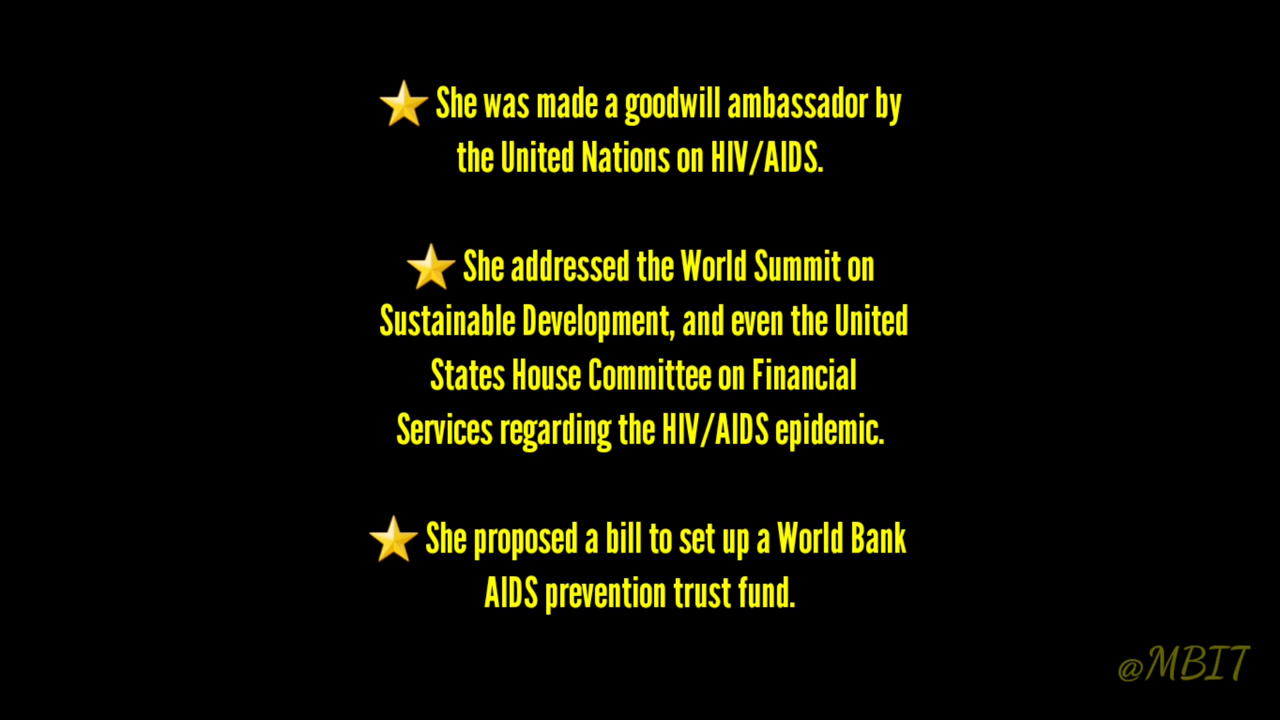 ⭐ She was made a goodwill ambassador by
the United Nations on HIV/AIDS.
⭐ She addressed the World Summit on
Sustainable Development, and even the United
States House Committee on Financial
Services regarding the HIV/AIDS epidemic.
⭐ She proposed a bill to set up a World Bank
AIDS prevention trust fund.
@MBIT